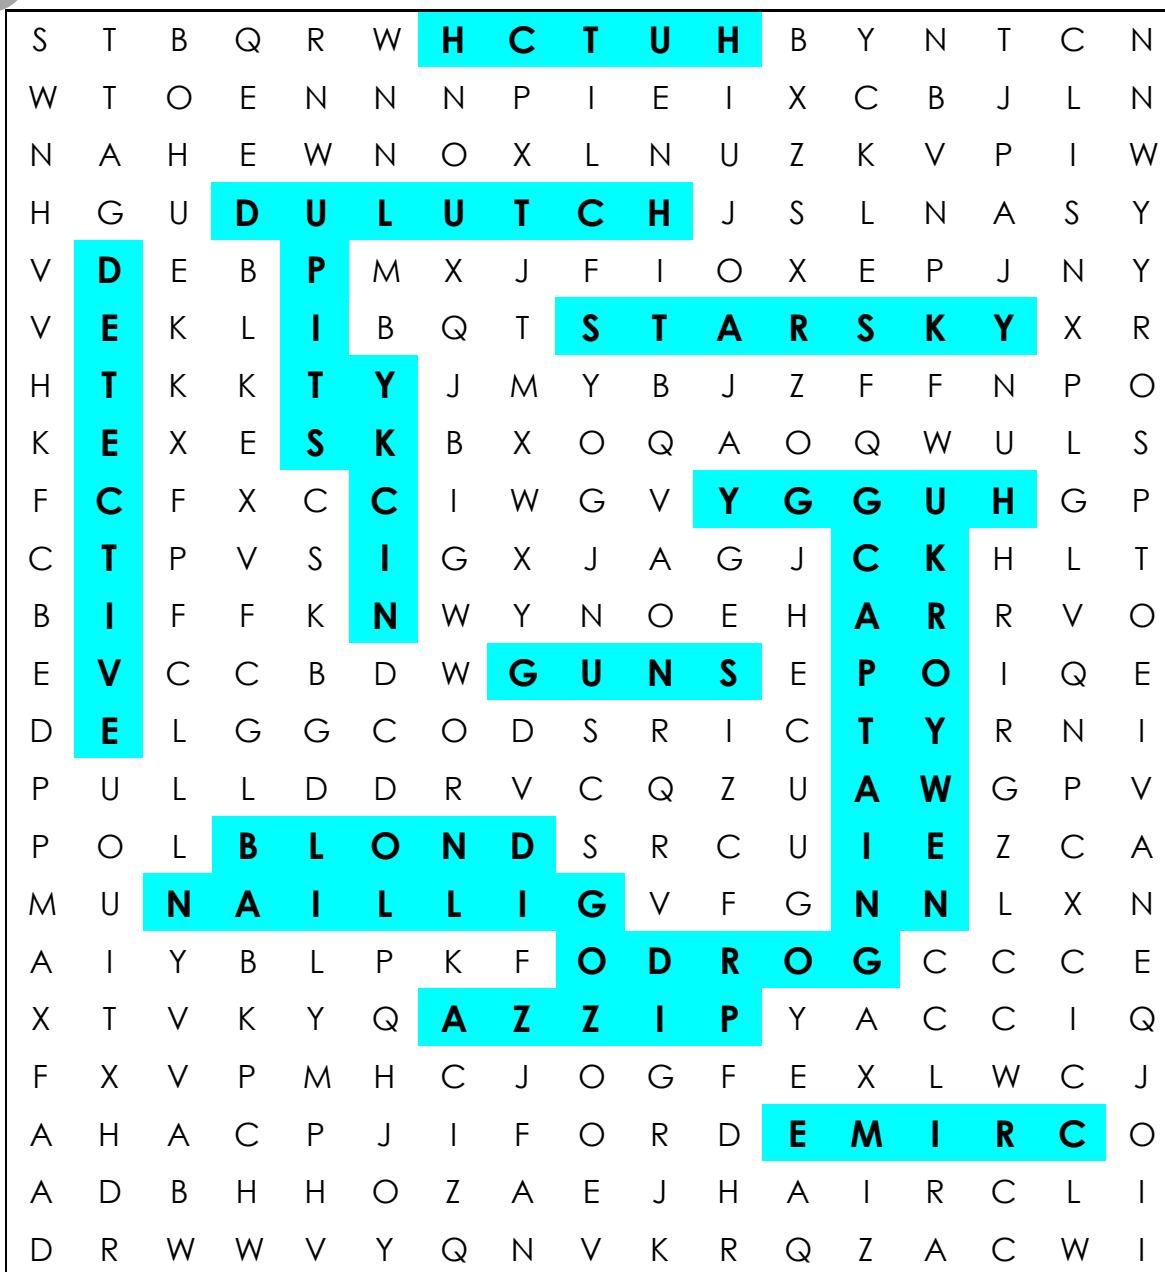 S T B Q R W H C T U H B Y N T C N
W T O E N N N P I E I X C B J L N
N A H E W N O X L N U Z K V P I W
H G U D U L U T C H J S L N A S Y
V D E B P M X J F I O X E P J N Y
V E K L I B Q T S T A R S K Y X R
H T K K T Y J M Y B J Z F F N P O
K E X E S K B X O Q A O Q W U L S
F C F X C C I W G V Y G G U H G P
C T P V S I G X J A G J C K H L T
B I F F K N W Y N O E H A R R V O
E V C C B D W G U N S E P O I Q E
D E L G G C O D S R I C T Y R N I
P U L L D D R V C Q Z U A W G P V
P O L B L O N D S R C U I E Z C A
M U N A I L L I G V F G N N L X N
A I Y B L P K F O D R O G C C C E
X T V K Y Q A Z Z I P Y A C C I Q
F X V P M H C J O G F E X L W C J
A H A C P J I F O R D E M I R C O
A D B H H O Z A E J H A I R C L I
D R W W V Y Q N V K R Q Z A C W I